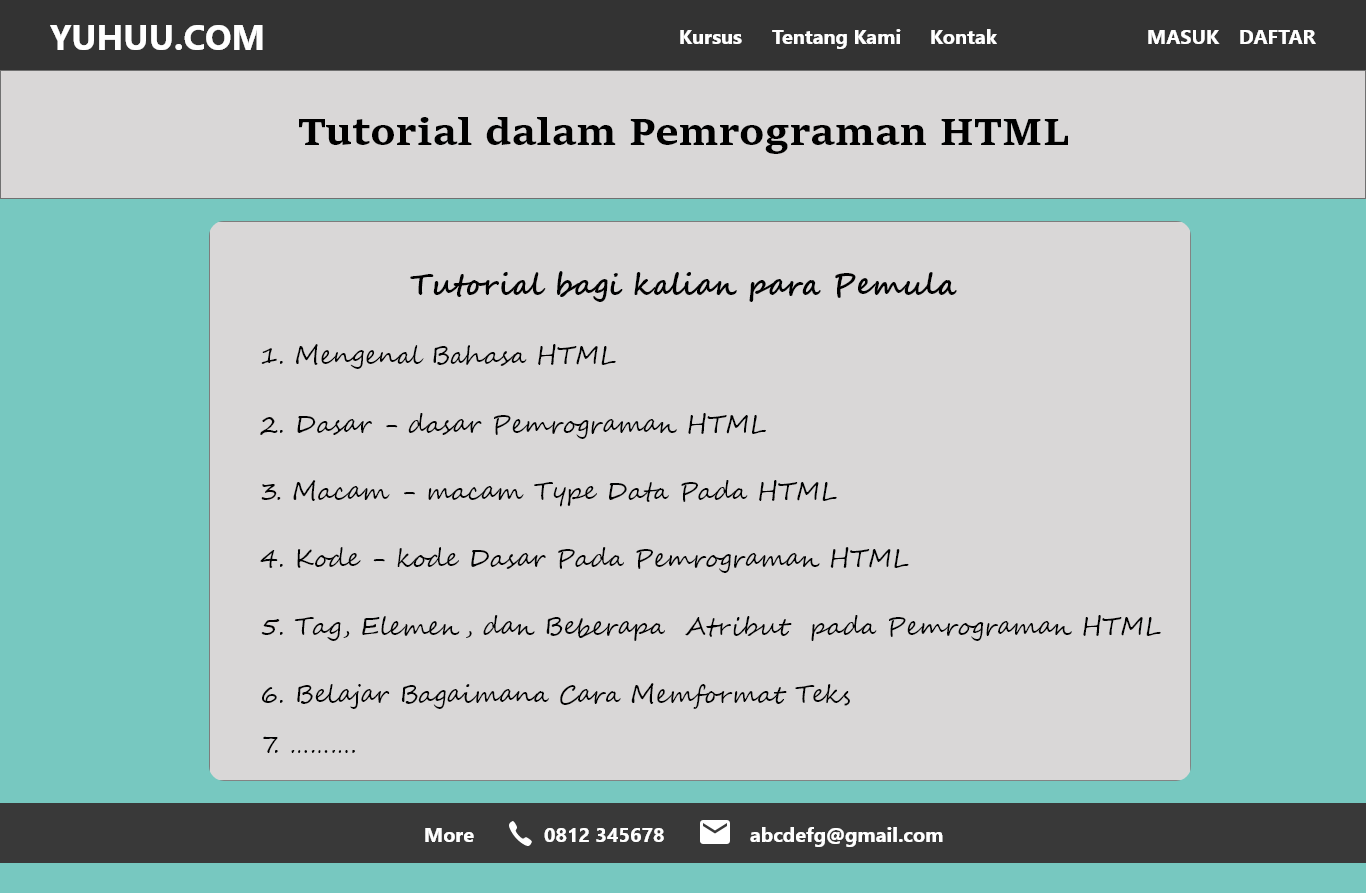 YUHUU.COM Kursus Tentang Kami Kontak MASUK DAFTAR
Tutorial dalam Pemrograman HTML
Tutorial bagi kalian para Pemula
1. Mengenal Bahasa HTML
2. Dasar - dasar Pemrograman HTML
3. Macam - macam Type Data Pada HTML
4. Kode - kode Dasar Pada Pemrograman HTML
5. Tag, Elemen , dan Beberapa Atribut pada Pemrograman HTML
6. Belajar Bagaimana Cara Memformat Teks
7. ..........
More 0812 345678 abcdefg@gmail.com